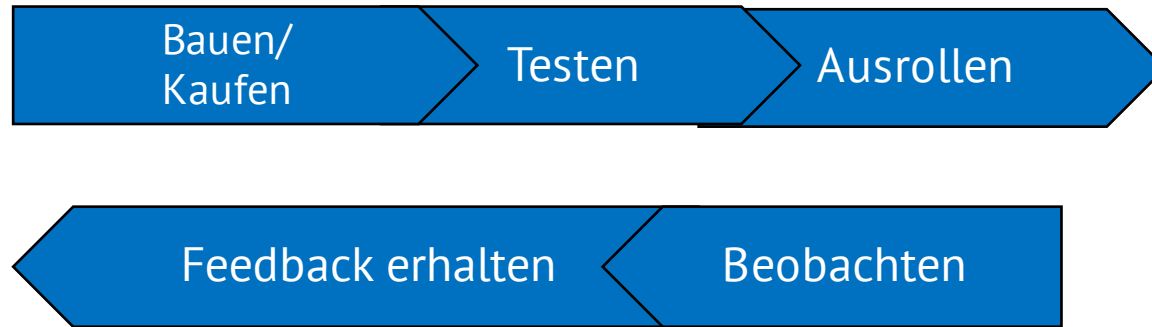 Bauen/
Kaufen
Testen
Ausrollen
Feedback erhalten
Beobachten